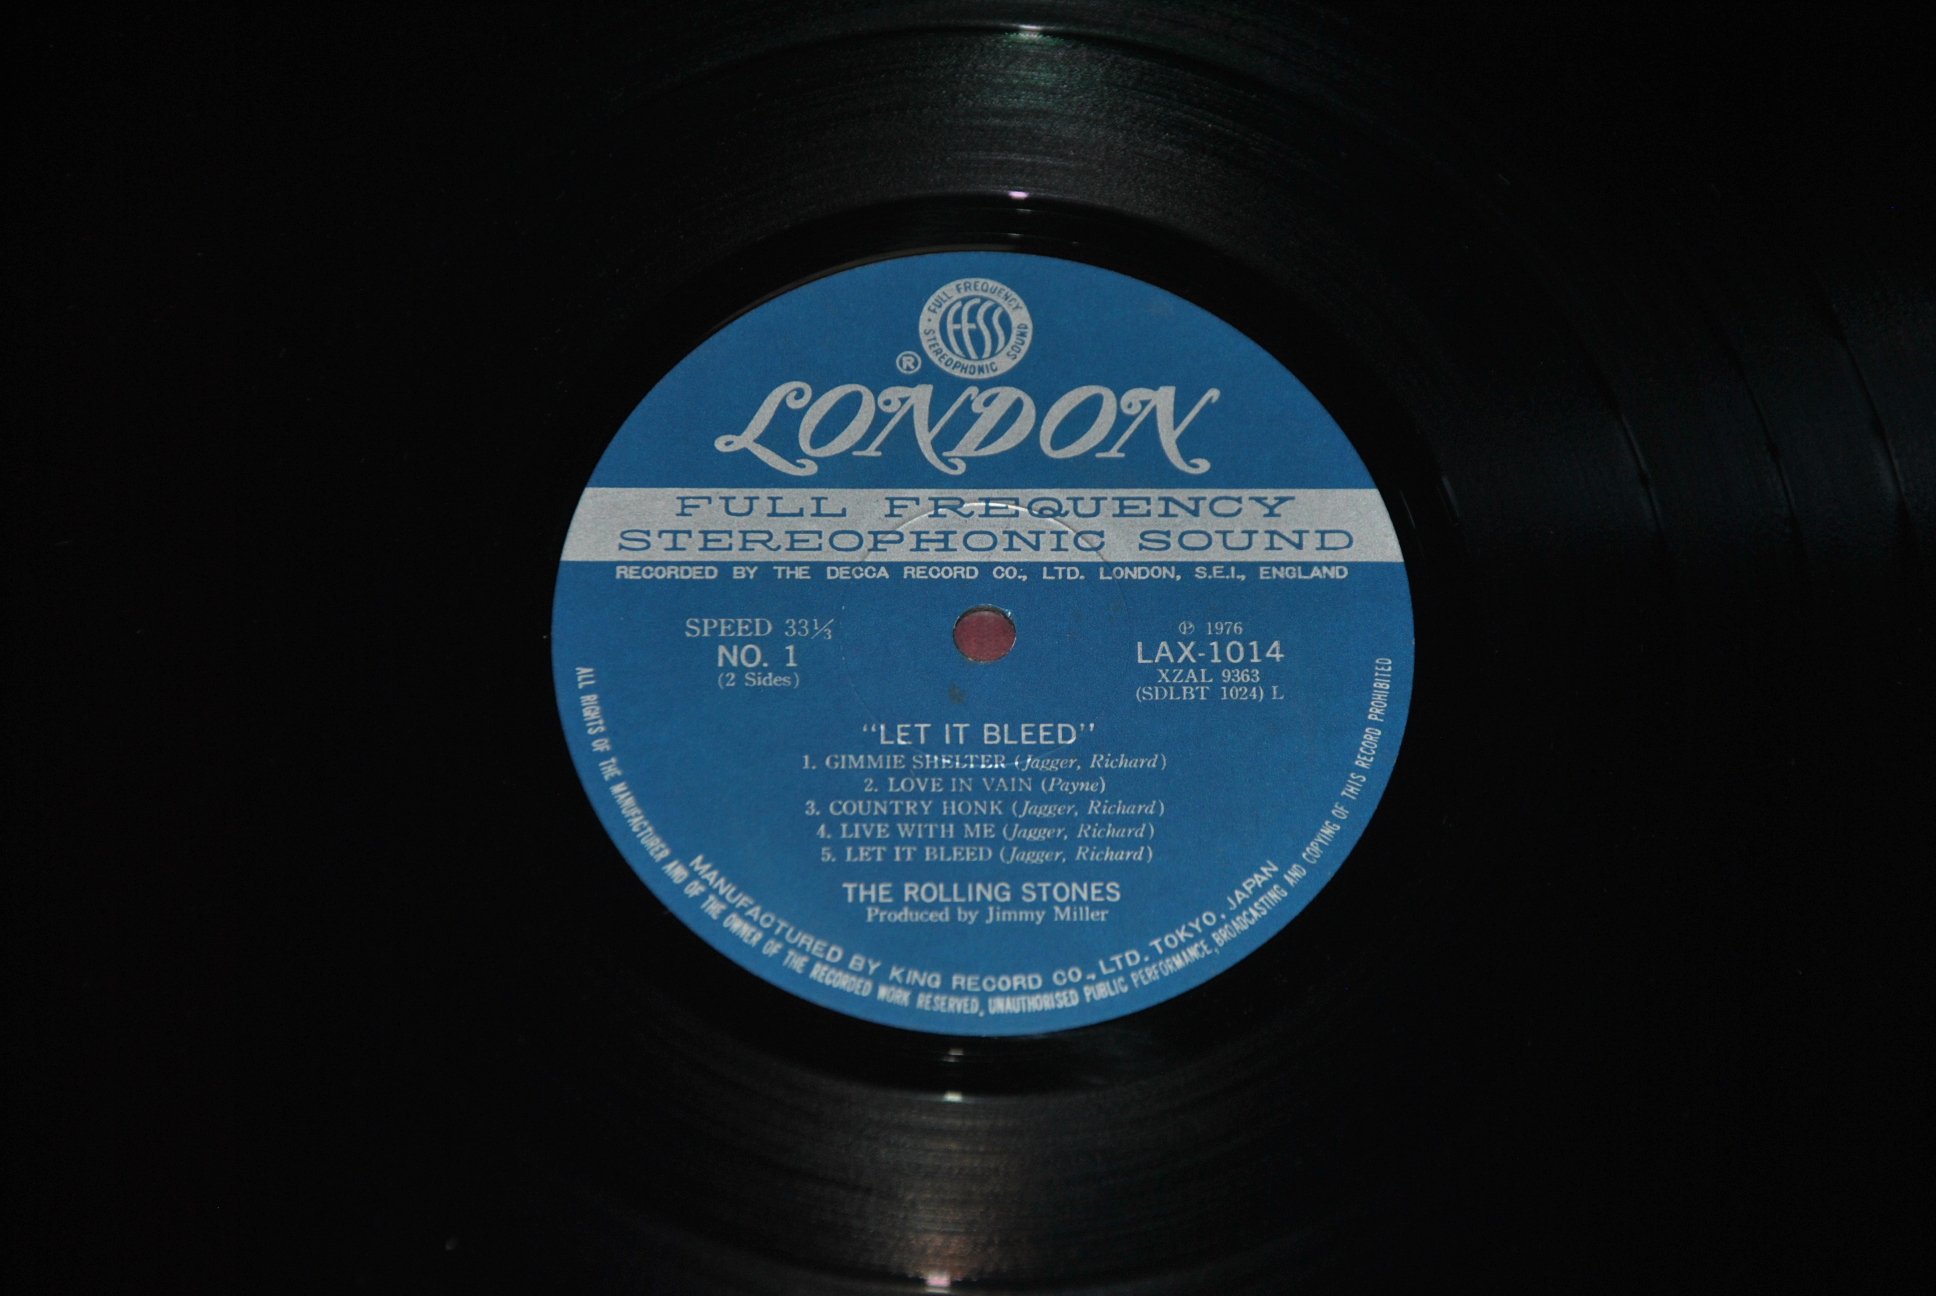 · FULL FREQUENCY
STEREOPHONIC SOUND
FFSS
®
LONDON
FULL FREQUENCY
STEREOPHONIC SOUND
RECORDED BY THE DECCA RECORD CO., LTD. LONDON, S.E.I., ENGLAND
SPEED 33⅓
NO. 1
(2 Sides)
℗ 1976
LAX-1014
XZAL 9363
(SDLBT 1024) L
"LET IT BLEED"
1. GIMMIE SHELTER (Jagger, Richard)
2. LOVE IN VAIN (Payne)
3. COUNTRY HONK (Jagger, Richard)
4. LIVE WITH ME (Jagger, Richard)
5. LET IT BLEED (Jagger, Richard)
THE ROLLING STONES
Produced by Jimmy Miller
MANUFACTURED BY KING RECORD CO., LTD. TOKYO. JAPAN
ALL RIGHTS OF THE MANUFACTURER AND OF THE OWNER OF THE RECORDED WORK RESERVED, UNAUTHORISED PUBLIC PERFORMANCE, BROADCASTING AND COPYING OF THIS RECORD PROHIBITED